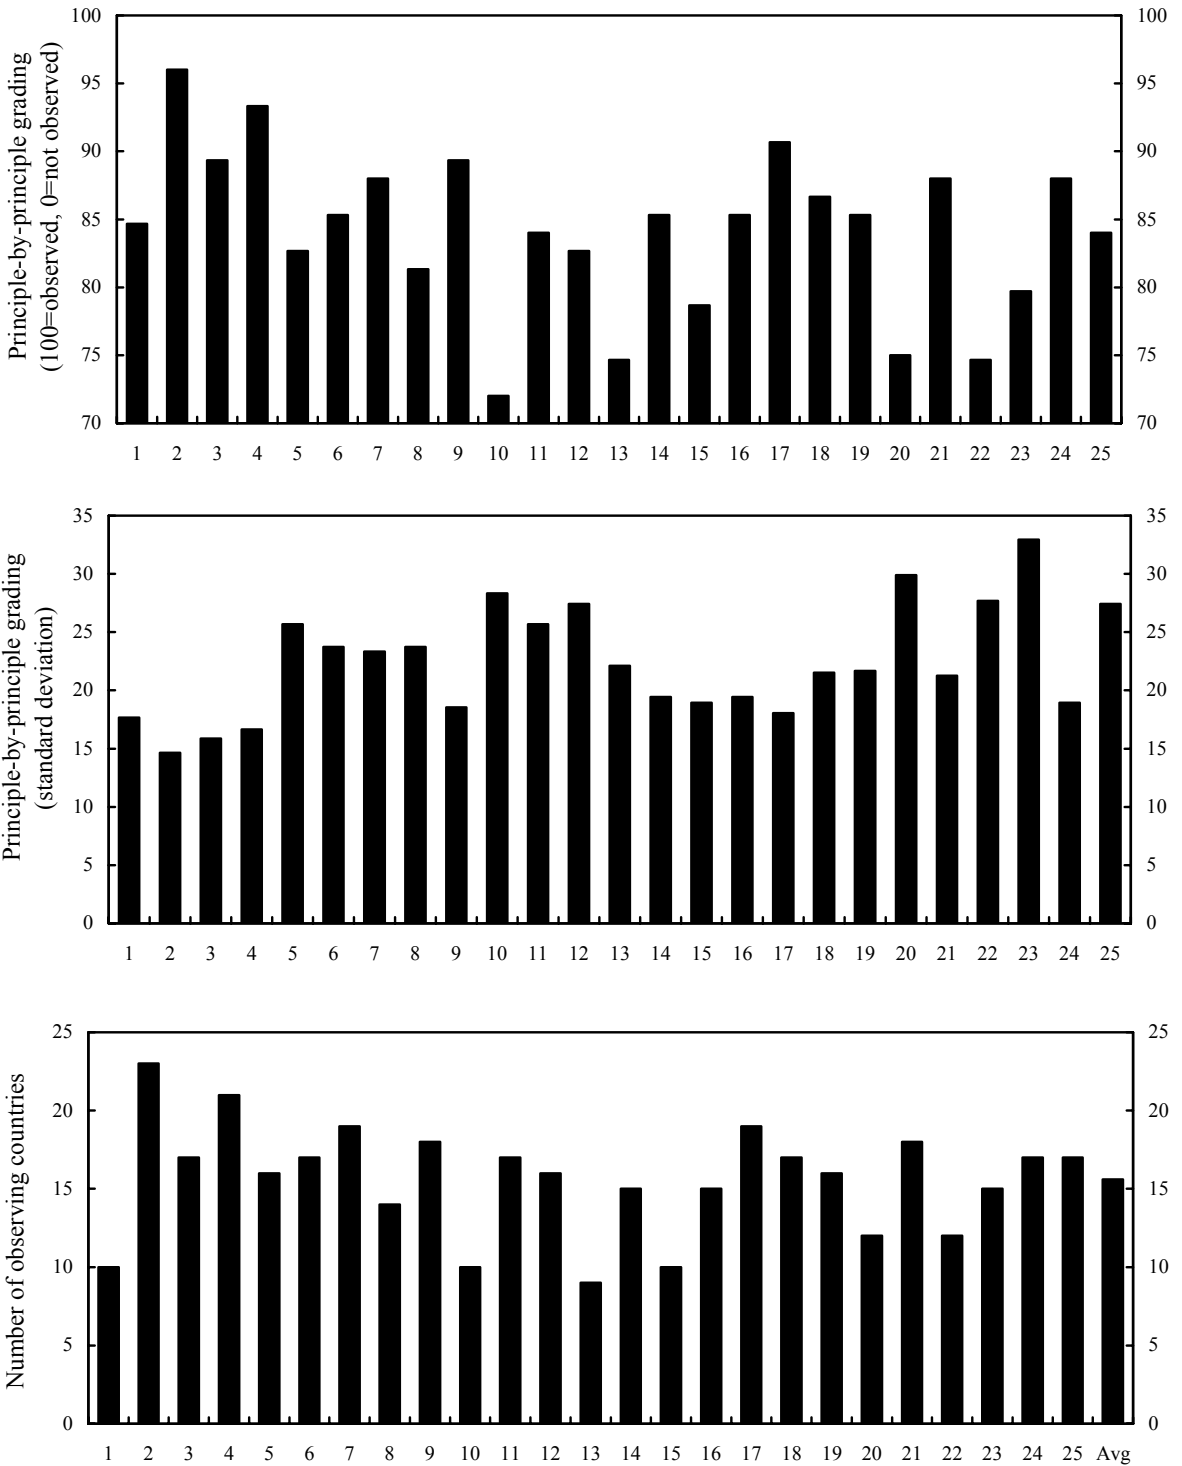 Principle-by-principle grading
(100=observed, 0=not observed)
100 100
95 95
90 90
85 85
80 80
75 75
70 70
1 2 3 4 5 6 7 8 9 10 11 12 13 14 15 16 17 18 19 20 21 22 23 24 25
Principle-by-principle grading
(standard deviation)
35 35
30 30
25 25
20 20
15 15
10 10
5 5
0 0
1 2 3 4 5 6 7 8 9 10 11 12 13 14 15 16 17 18 19 20 21 22 23 24 25
Number of observing countries
25 25
20 20
15 15
10 10
5 5
0 0
1 2 3 4 5 6 7 8 9 10 11 12 13 14 15 16 17 18 19 20 21 22 23 24 25 Avg